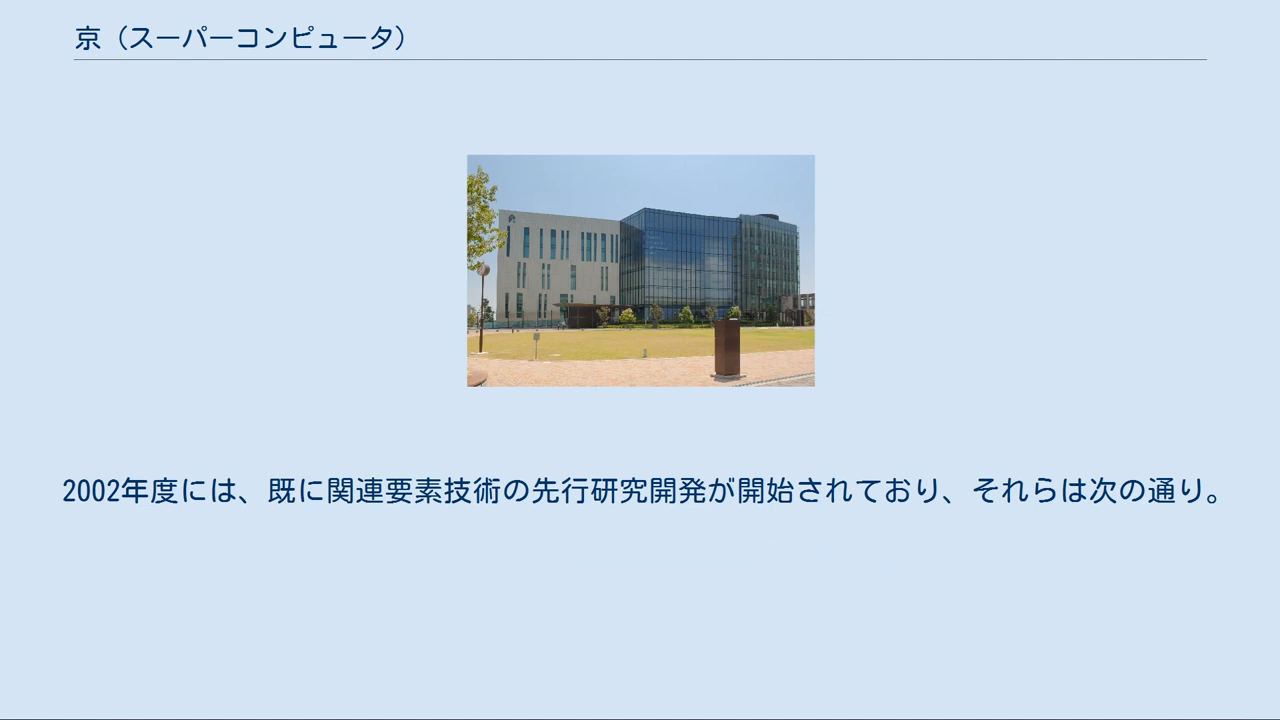 京（スーパーコンピュータ）
2002年度には、既に関連要素技術の先行研究開発が開始されており、それらは次の通り。